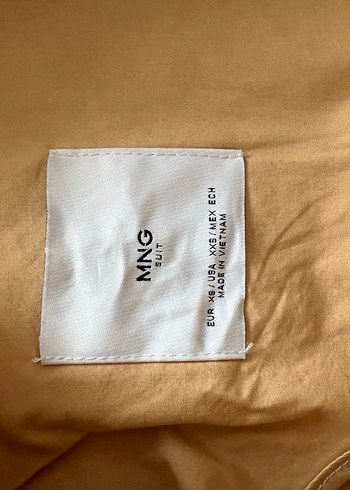 MNG
SUIT
EUR XS / USA XXS / MEX ECH
MADE IN VIETNAM